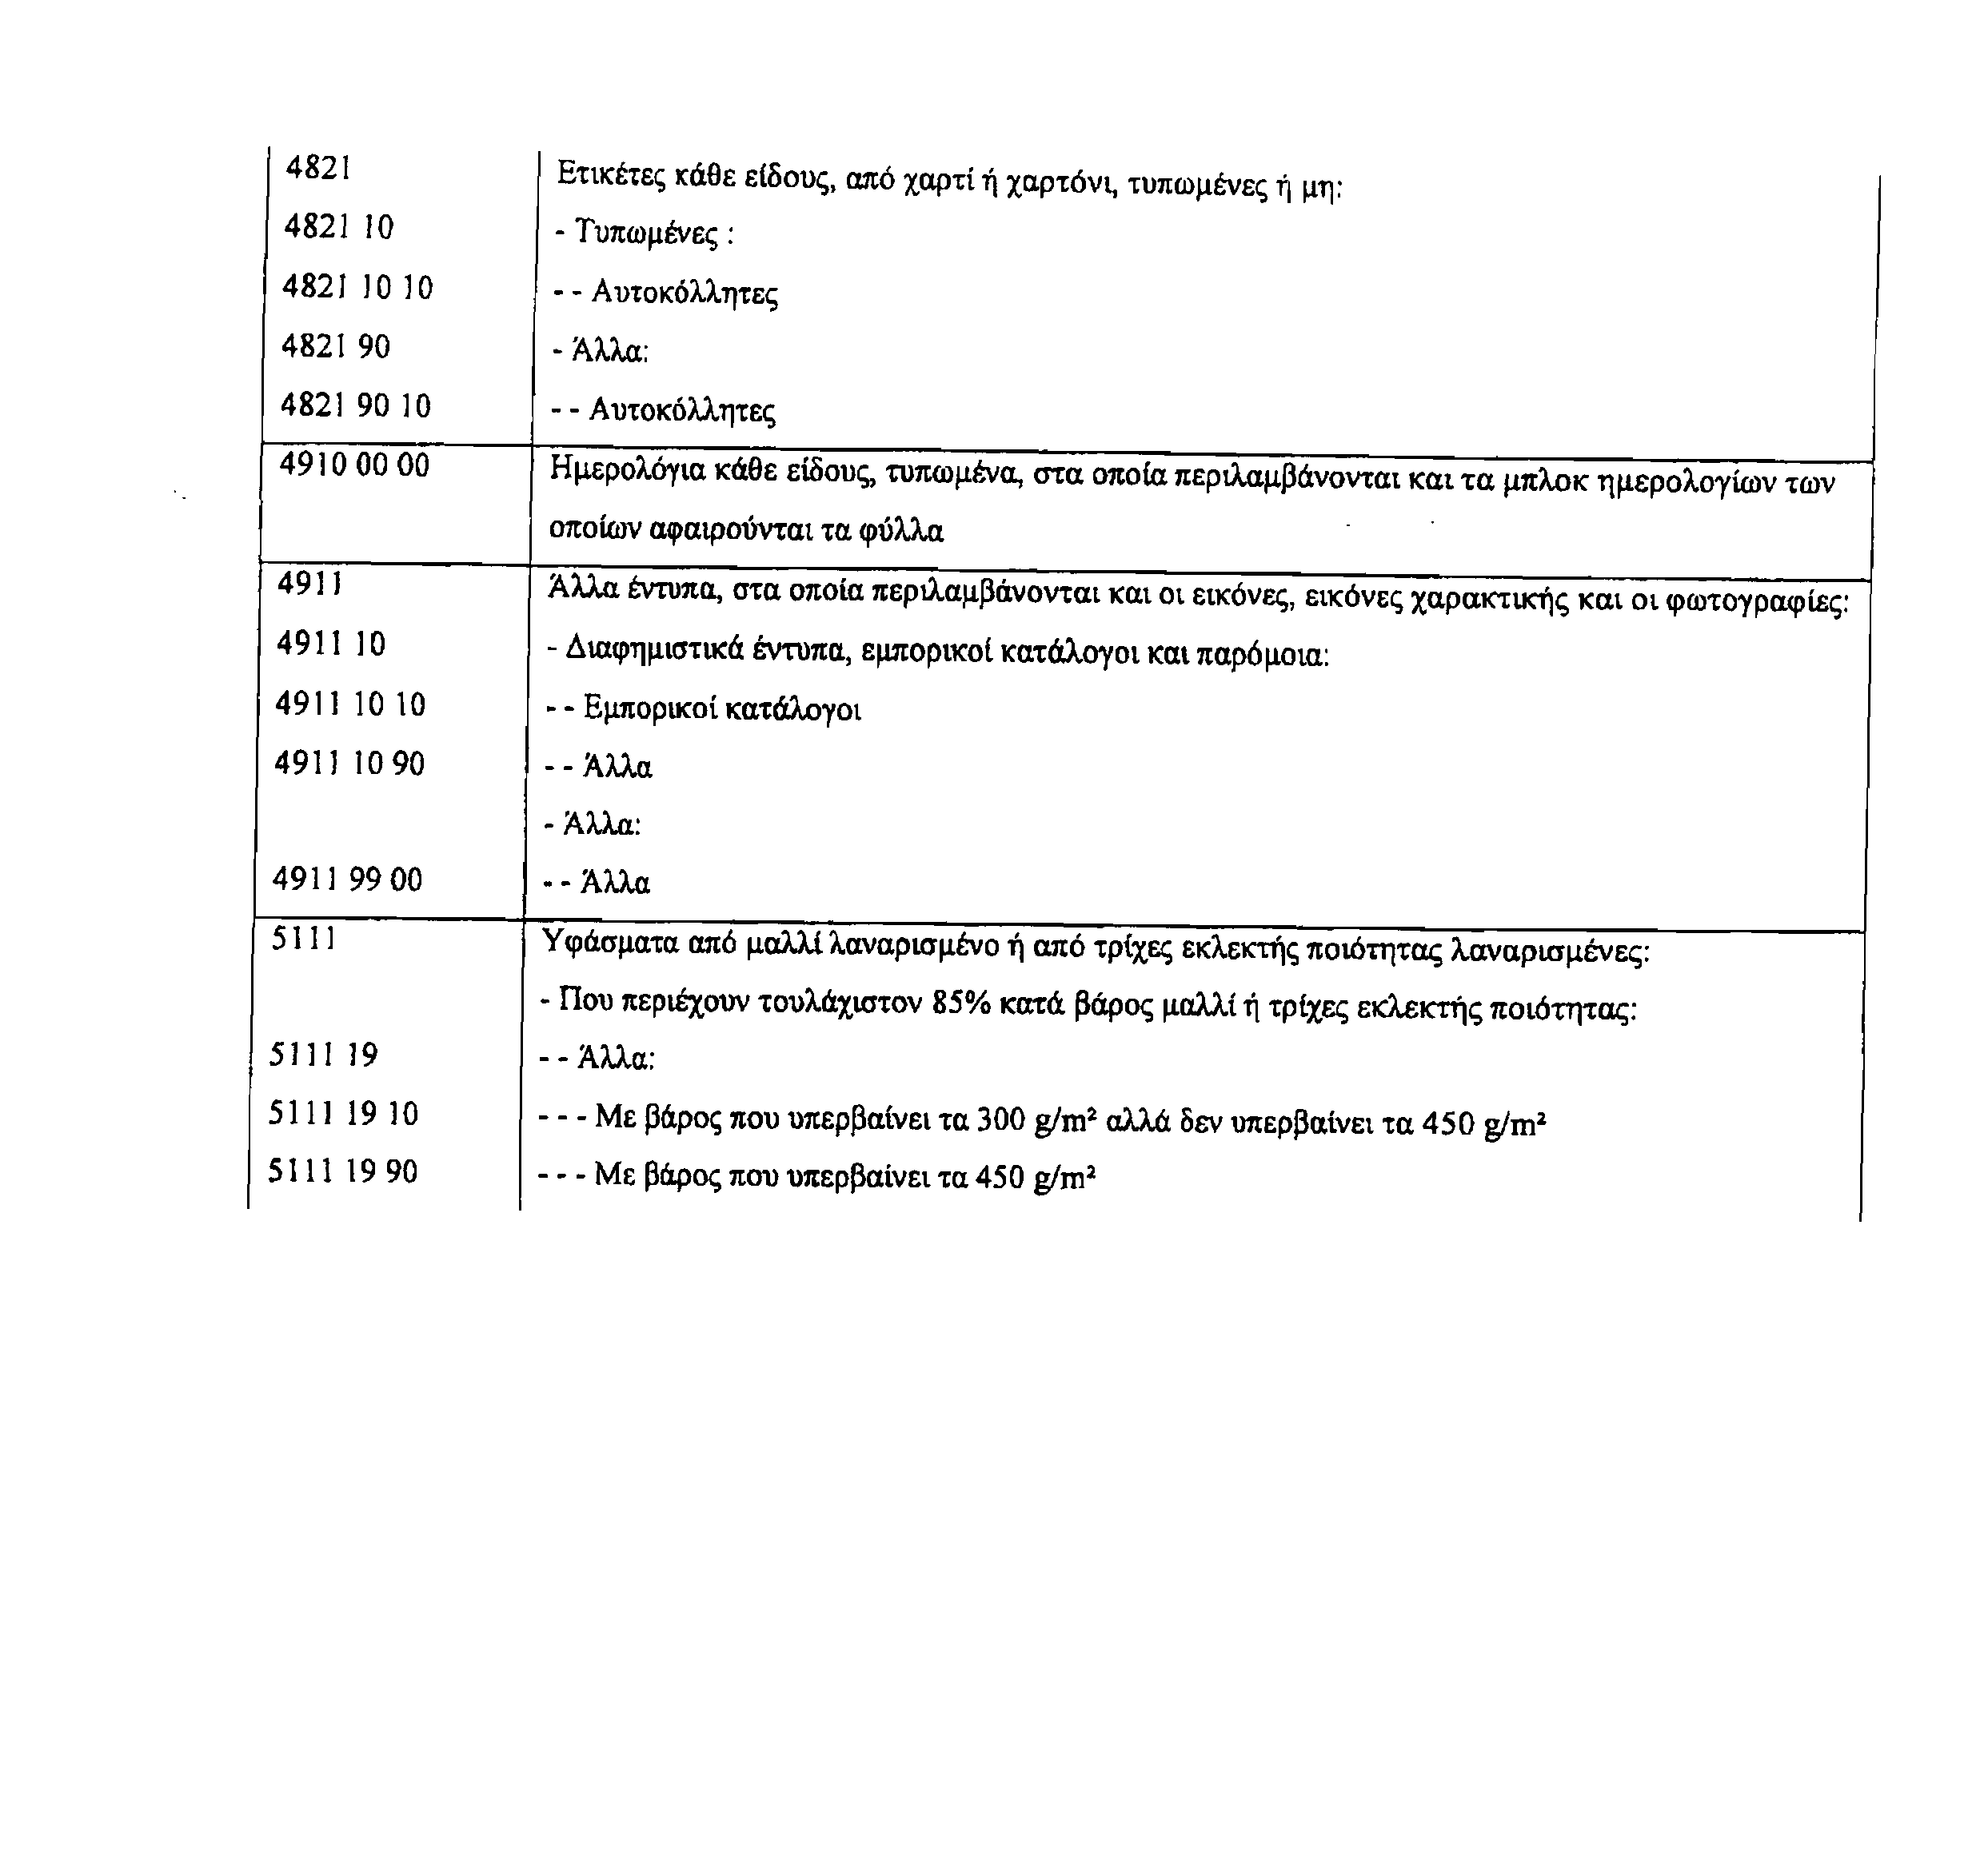 4821 Ετικέτες κάθε είδους, από χαρτί ή χαρτόνι, τυπωμένες ή μη:
4821 10 - Τυπωμένες :
4821 10 10 - - Αυτοκόλλητες
4821 90 - Άλλα:
4821 90 10 - - Αυτοκόλλητες
4910 00 00 Ημερολόγια κάθε είδους, τυπωμένα, στα οποία περιλαμβάνονται και τα μπλοκ ημερολογίων των
οποίων αφαιρούνται τα φύλλα
4911 Άλλα έντυπα, στα οποία περιλαμβάνονται και οι εικόνες, εικόνες χαρακτικής και οι φωτογραφίες:
4911 10 - Διαφημιστικά έντυπα, εμπορικοί κατάλογοι και παρόμοια:
4911 10 10 - - Εμπορικοί κατάλογοι
4911 10 90 - - Άλλα
- Άλλα:
4911 99 00 - - Άλλα
5111 Υφάσματα από μαλλί λαναρισμένο ή από τρίχες εκλεκτής ποιότητας λαναρισμένες:
- Που περιέχουν τουλάχιστον 85% κατά βάρος μαλλί ή τρίχες εκλεκτής ποιότητας:
5111 19 - - Άλλα:
5111 19 10 - - - Με βάρος που υπερβαίνει τα 300 g/m² αλλά δεν υπερβαίνει τα 450 g/m²
5111 19 90 - - - Με βάρος που υπερβαίνει τα 450 g/m²